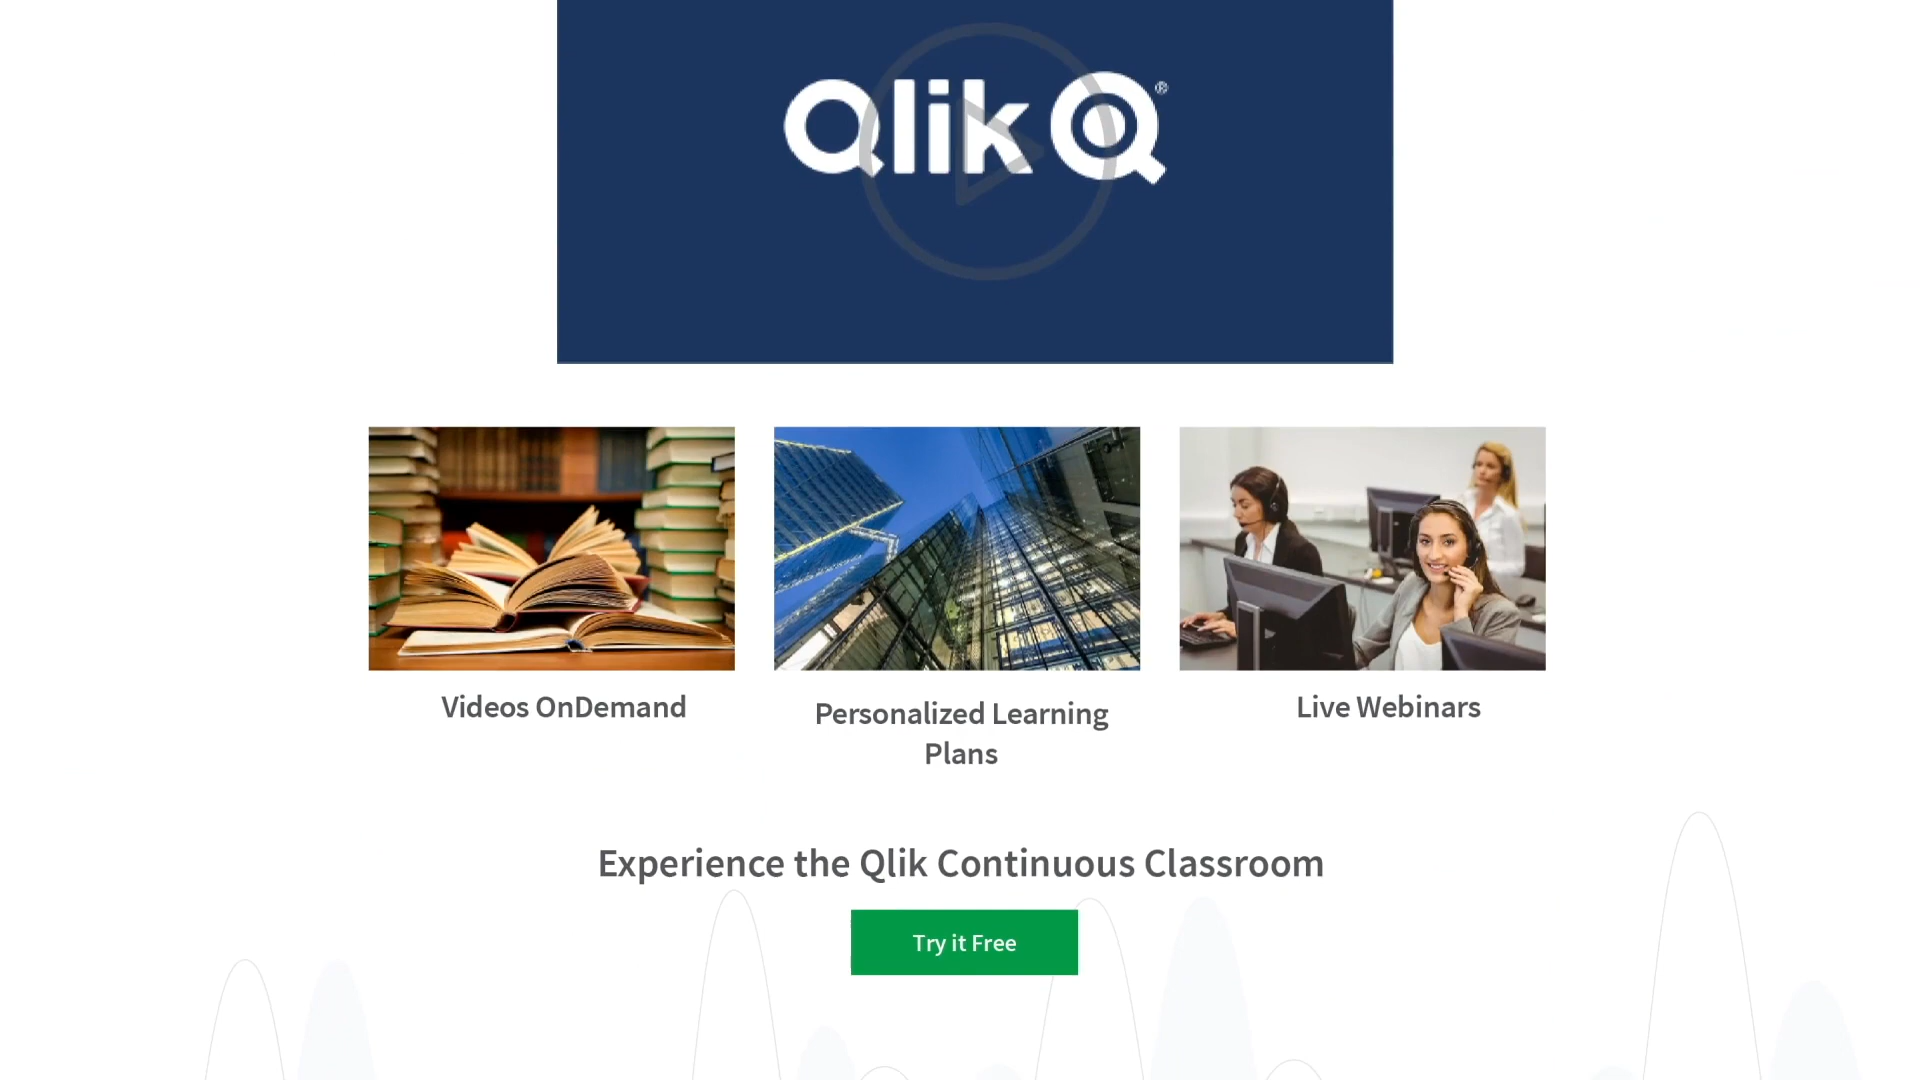 Qlik Q®
Videos OnDemand
Personalized Learning
Plans
Live Webinars
Experience the Qlik Continuous Classroom
Try it Free